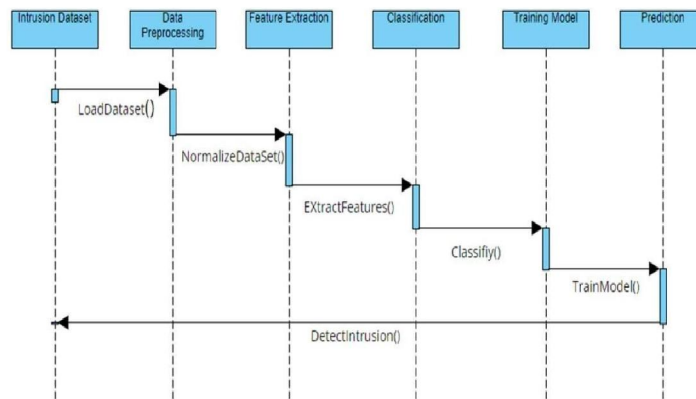 Intrusion Dataset
Data
Preprocessing
Feature Extraction
Classification
Training Model
Prediction
LoadDataset()
NormalizeDataSet()
EXtractFeatures()
Classifiy()
TrainModel()
DetectIntrusion()